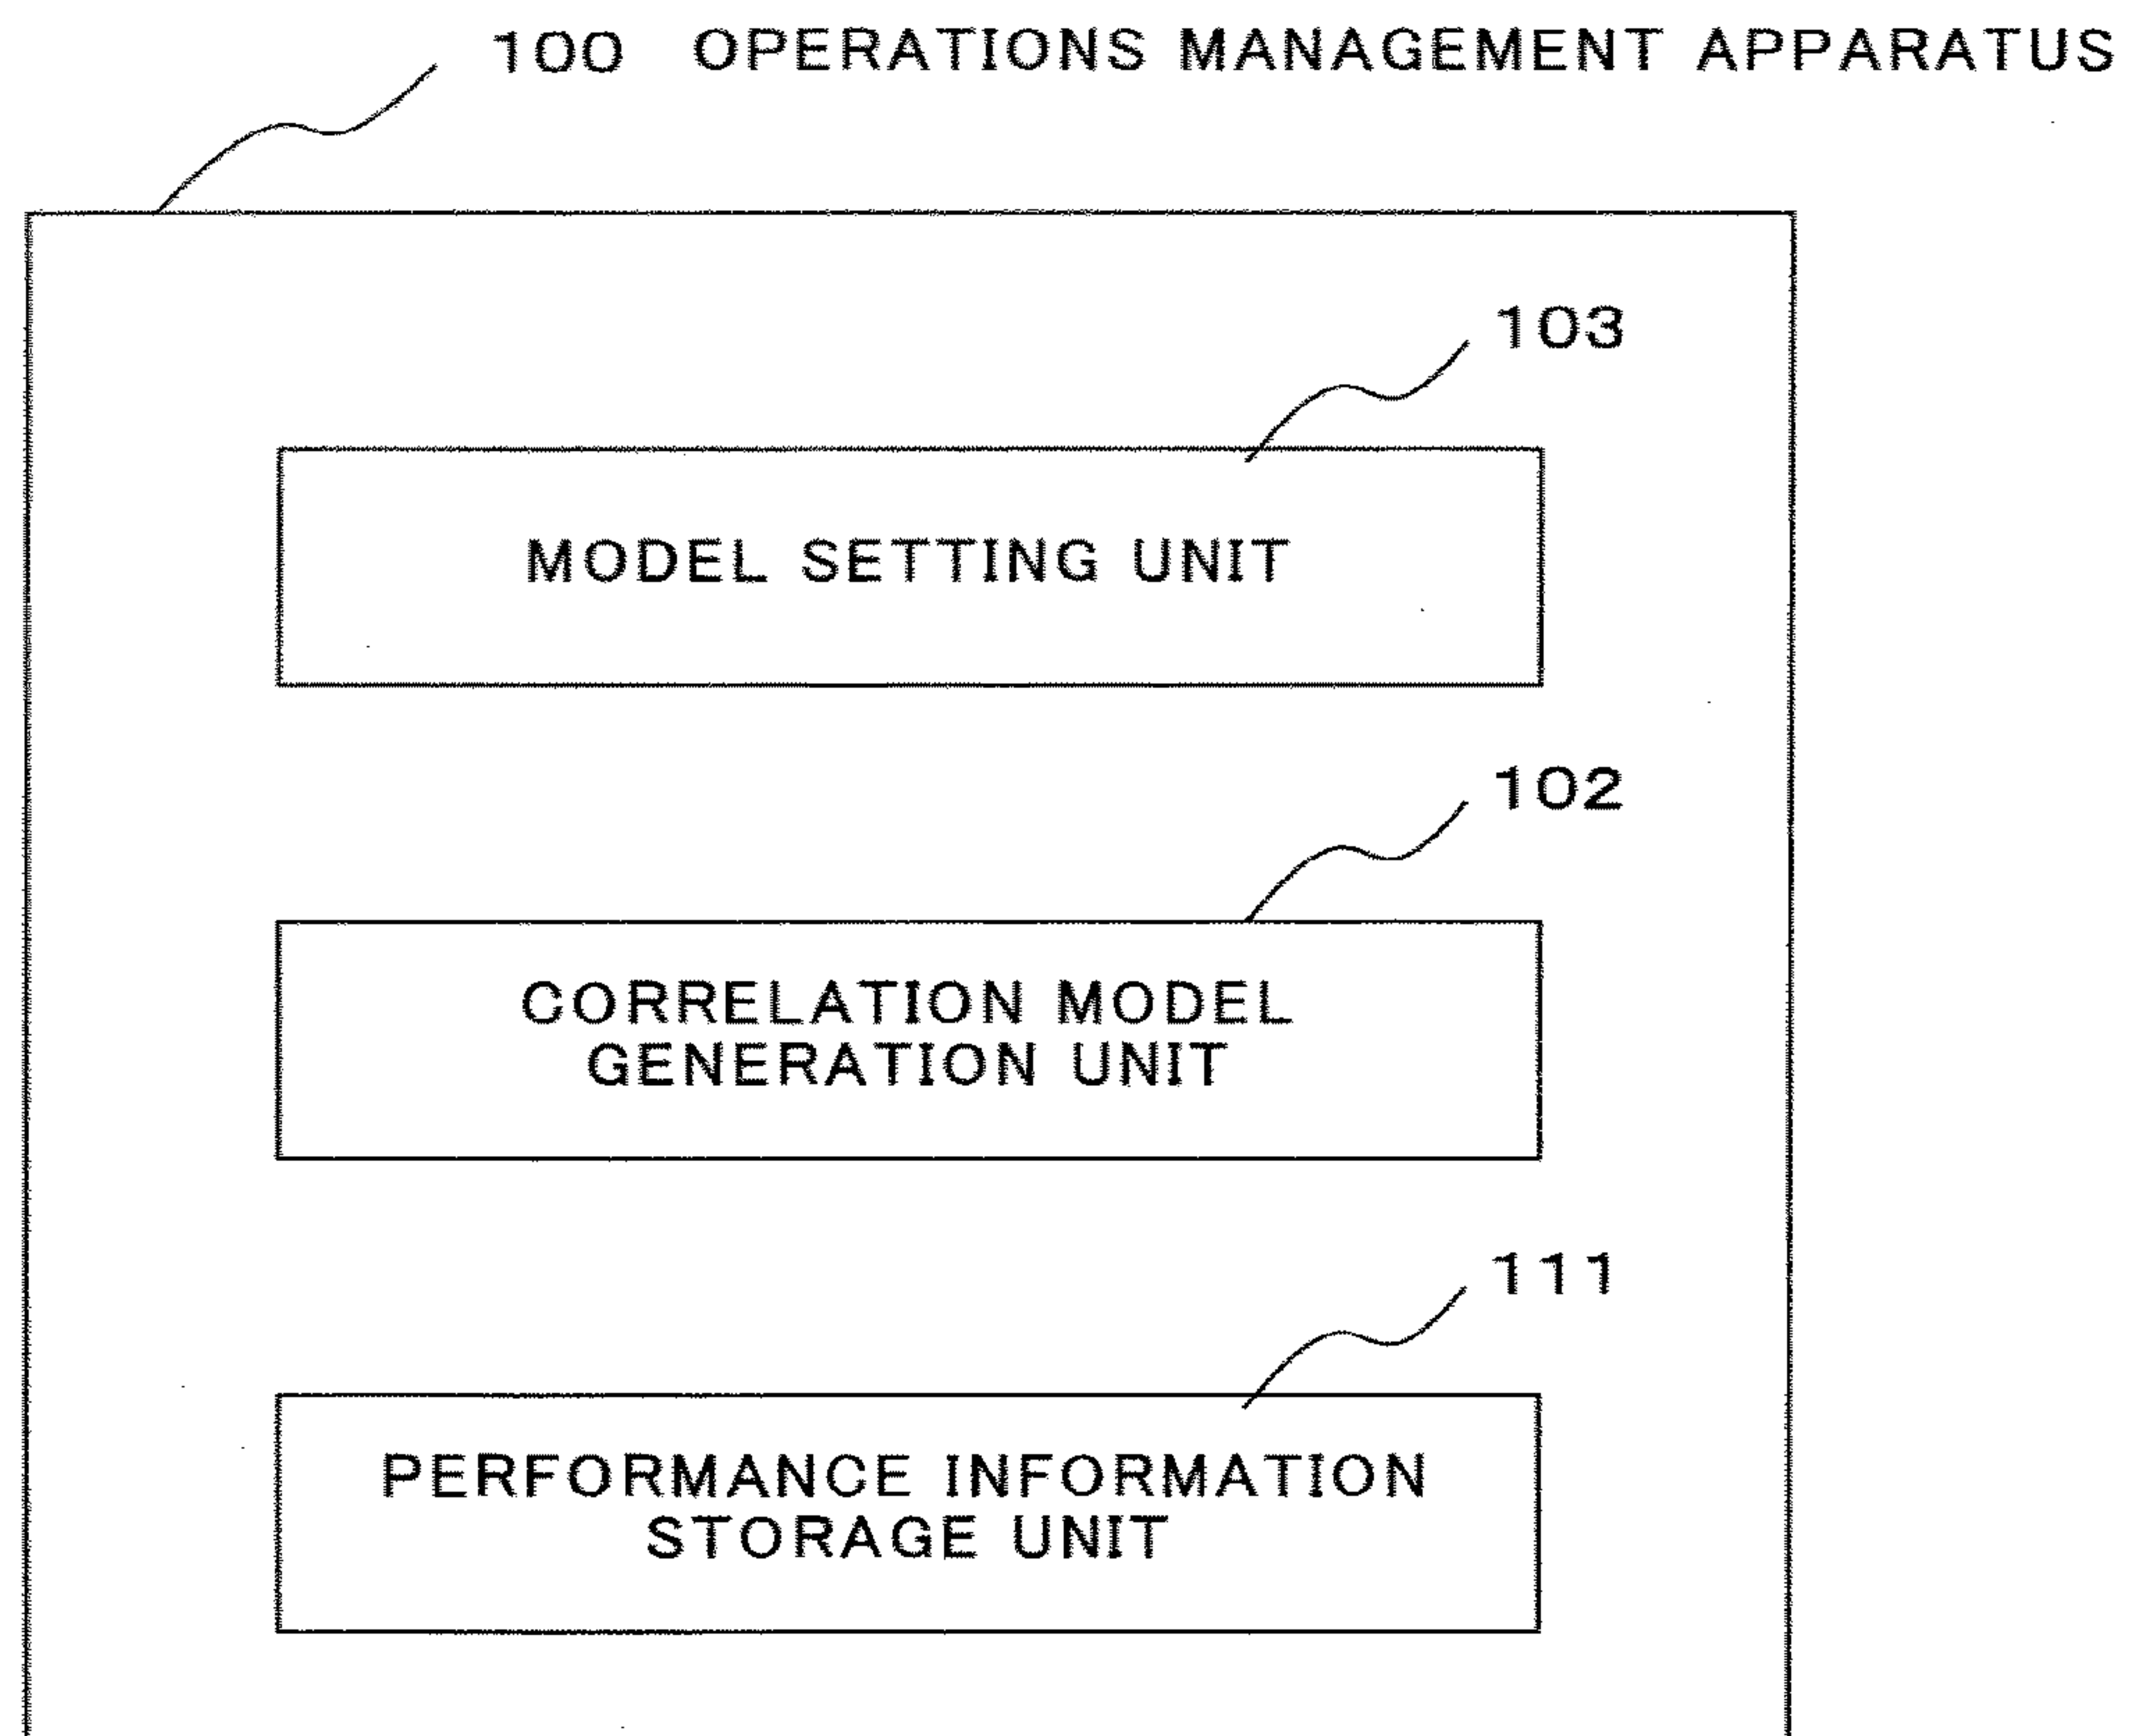 100 OPERATIONS MANAGEMENT APPARATUS
103
MODEL SETTING UNIT
102
CORRELATION MODEL
GENERATION UNIT
111
PERFORMANCE INFORMATION
STORAGE UNIT